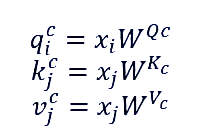 $q_i^c = x_i W^{Q_c}$
$k_j^c = x_j W^{K_c}$
$v_j^c = x_j W^{V_c}$